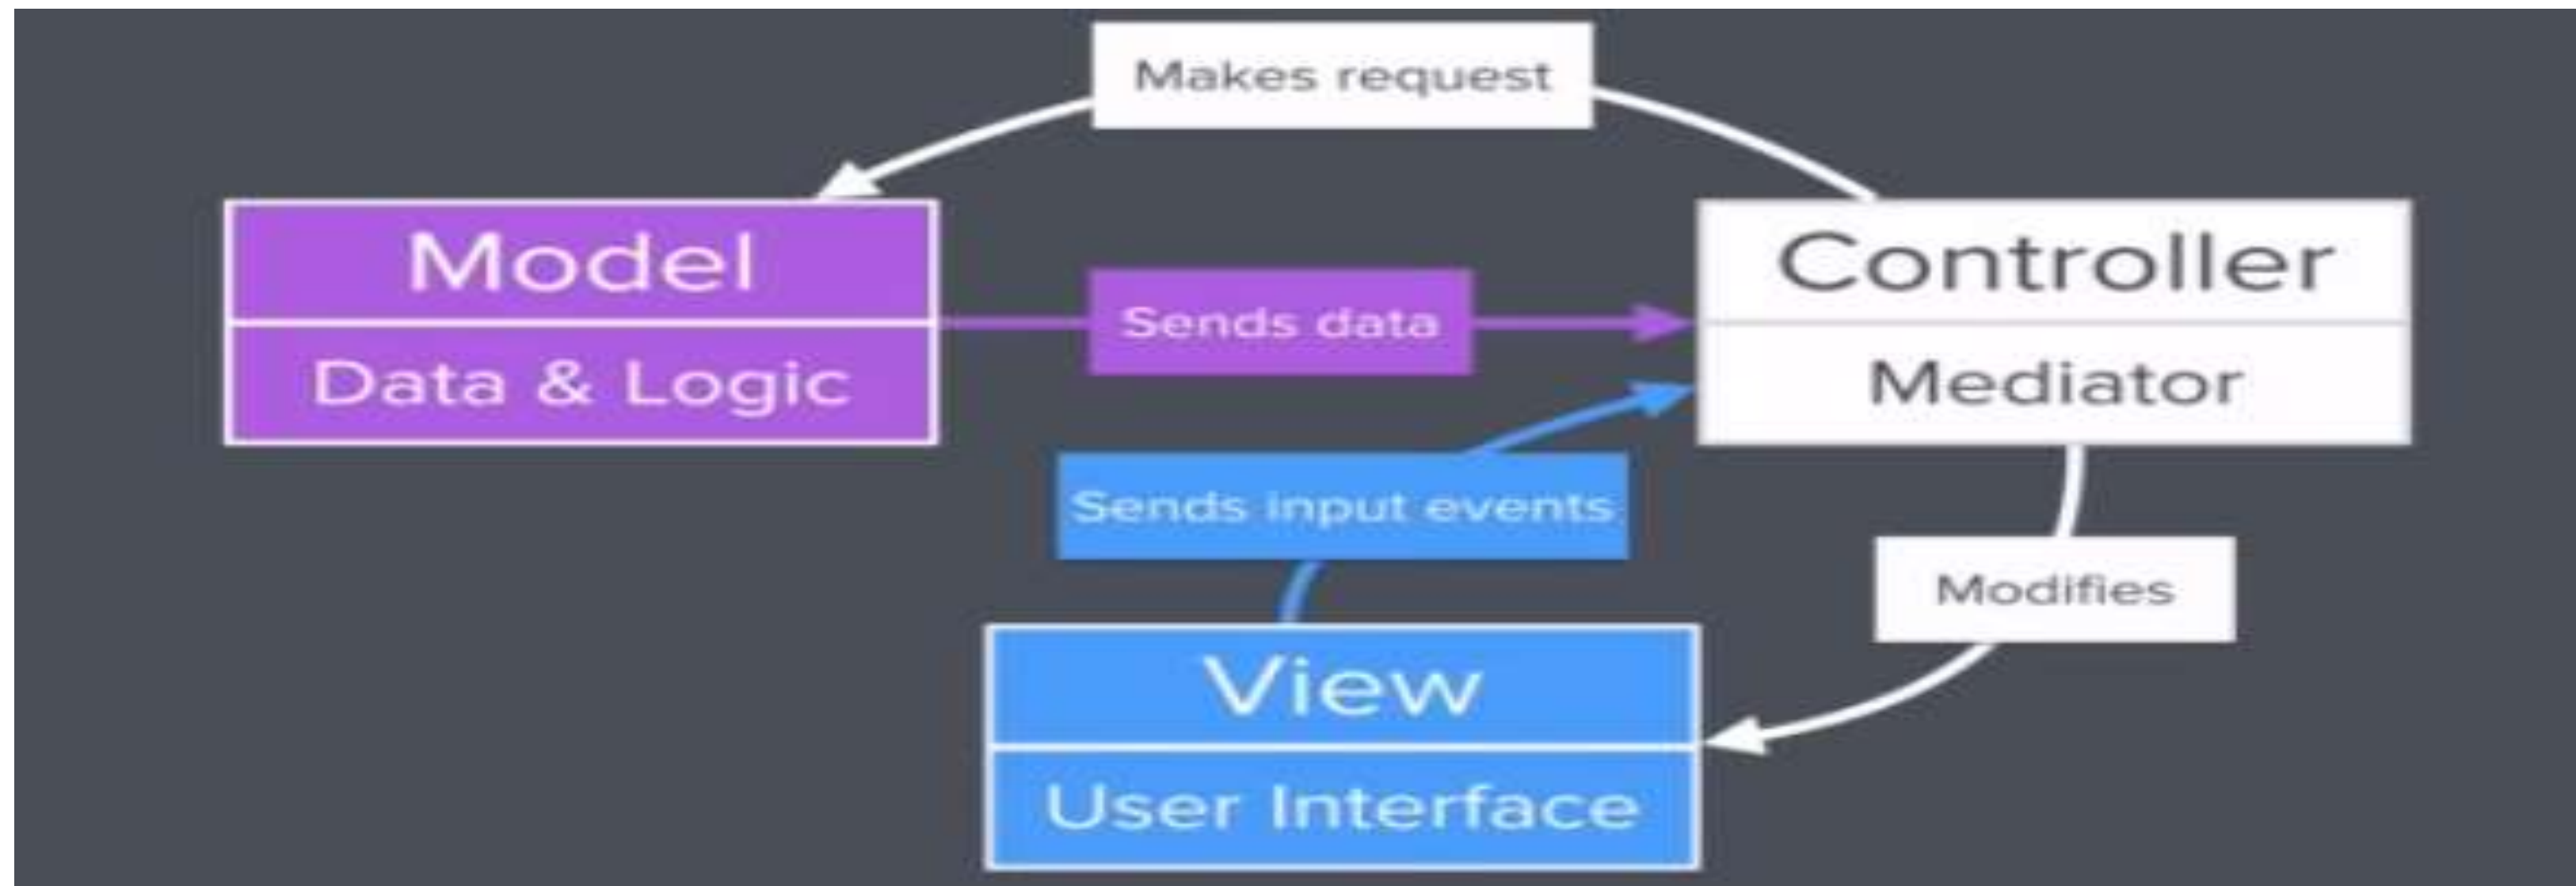 Makes request
Model
Controller
Sends data
Data & Logic
Mediator
Sends input events
Modifies
View
User Interface